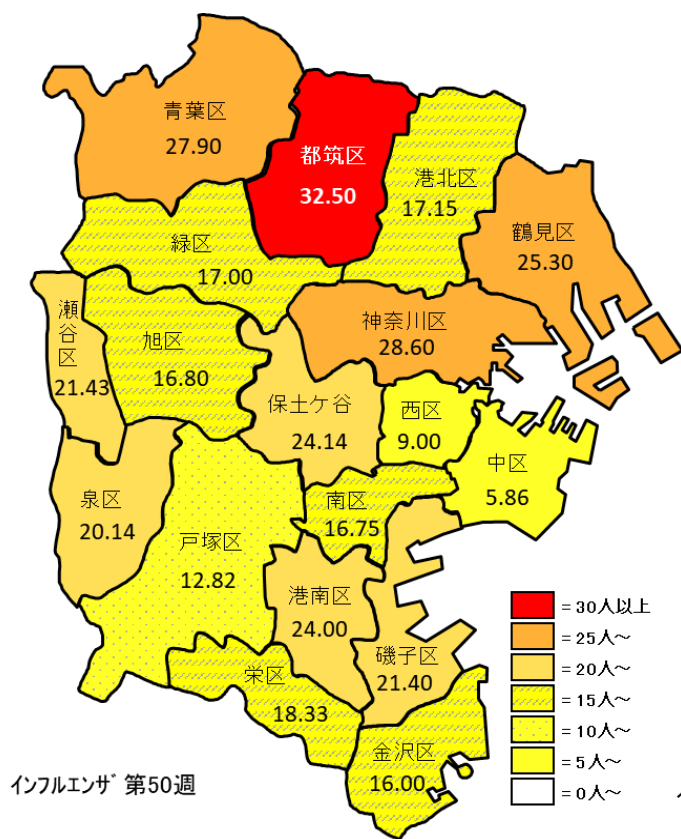 青葉区
27.90
都筑区
32.50
港北区
17.15
鶴見区
25.30
緑区
17.00
神奈川区
28.60
瀬谷区
21.43
旭区
16.80
保土ケ谷
24.14
西区
9.00
中区
5.86
泉区
20.14
戸塚区
12.82
南区
16.75
港南区
24.00
磯子区
21.40
栄区
18.33
金沢区
16.00
=30人以上
=25人~
=20人~
=15人~
=10人~
=5人~
=0人~
インフルエンザ 第50週